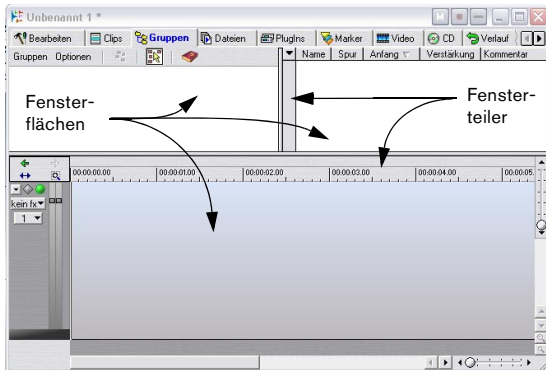 Unbenannt 1 *
Bearbeiten Clips Gruppen Dateien PlugIns Marker Video CD Verlauf
Gruppen Optionen
Name Spur Anfang Verstärkung Kommentar
Fenster-
flächen
Fenster-
teiler
00:00:00.00 00:00:01.00 00:00:02.00 00:00:03.00 00:00:04.00 00:00:05.
kein fx
1